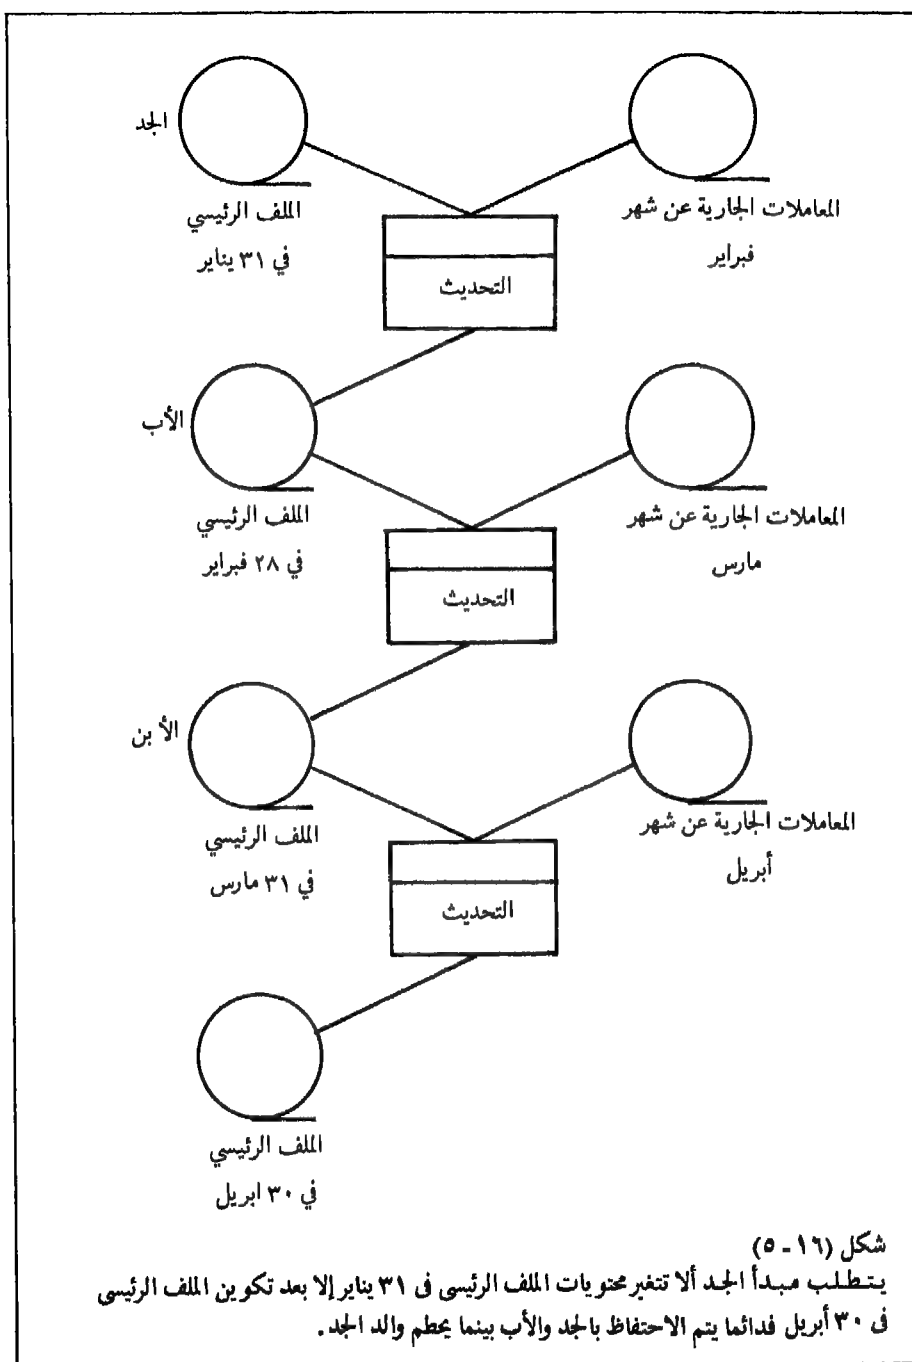 الجد
الملف الرئيسي
في ٣١ يناير
المعاملات الجارية عن شهر
فبراير
التحديث
الأب
الملف الرئيسي
في ٢٨ فبراير
المعاملات الجارية عن شهر
مارس
التحديث
الأبن
الملف الرئيسي
في ٣١ مارس
المعاملات الجارية عن شهر
أبريل
التحديث
الملف الرئيسي
في ٣٠ ابريل
شكل (١٦ - ٥)
يتطلب مبدأ الجد ألا تتغير محتويات الملف الرئيسى فى ٣١ يناير إلا بعد تكوين الملف الرئيسى
فى ٣٠ أبريل فدائما يتم الاحتفاظ بالجد والأب بينما يحطم والد الجد .